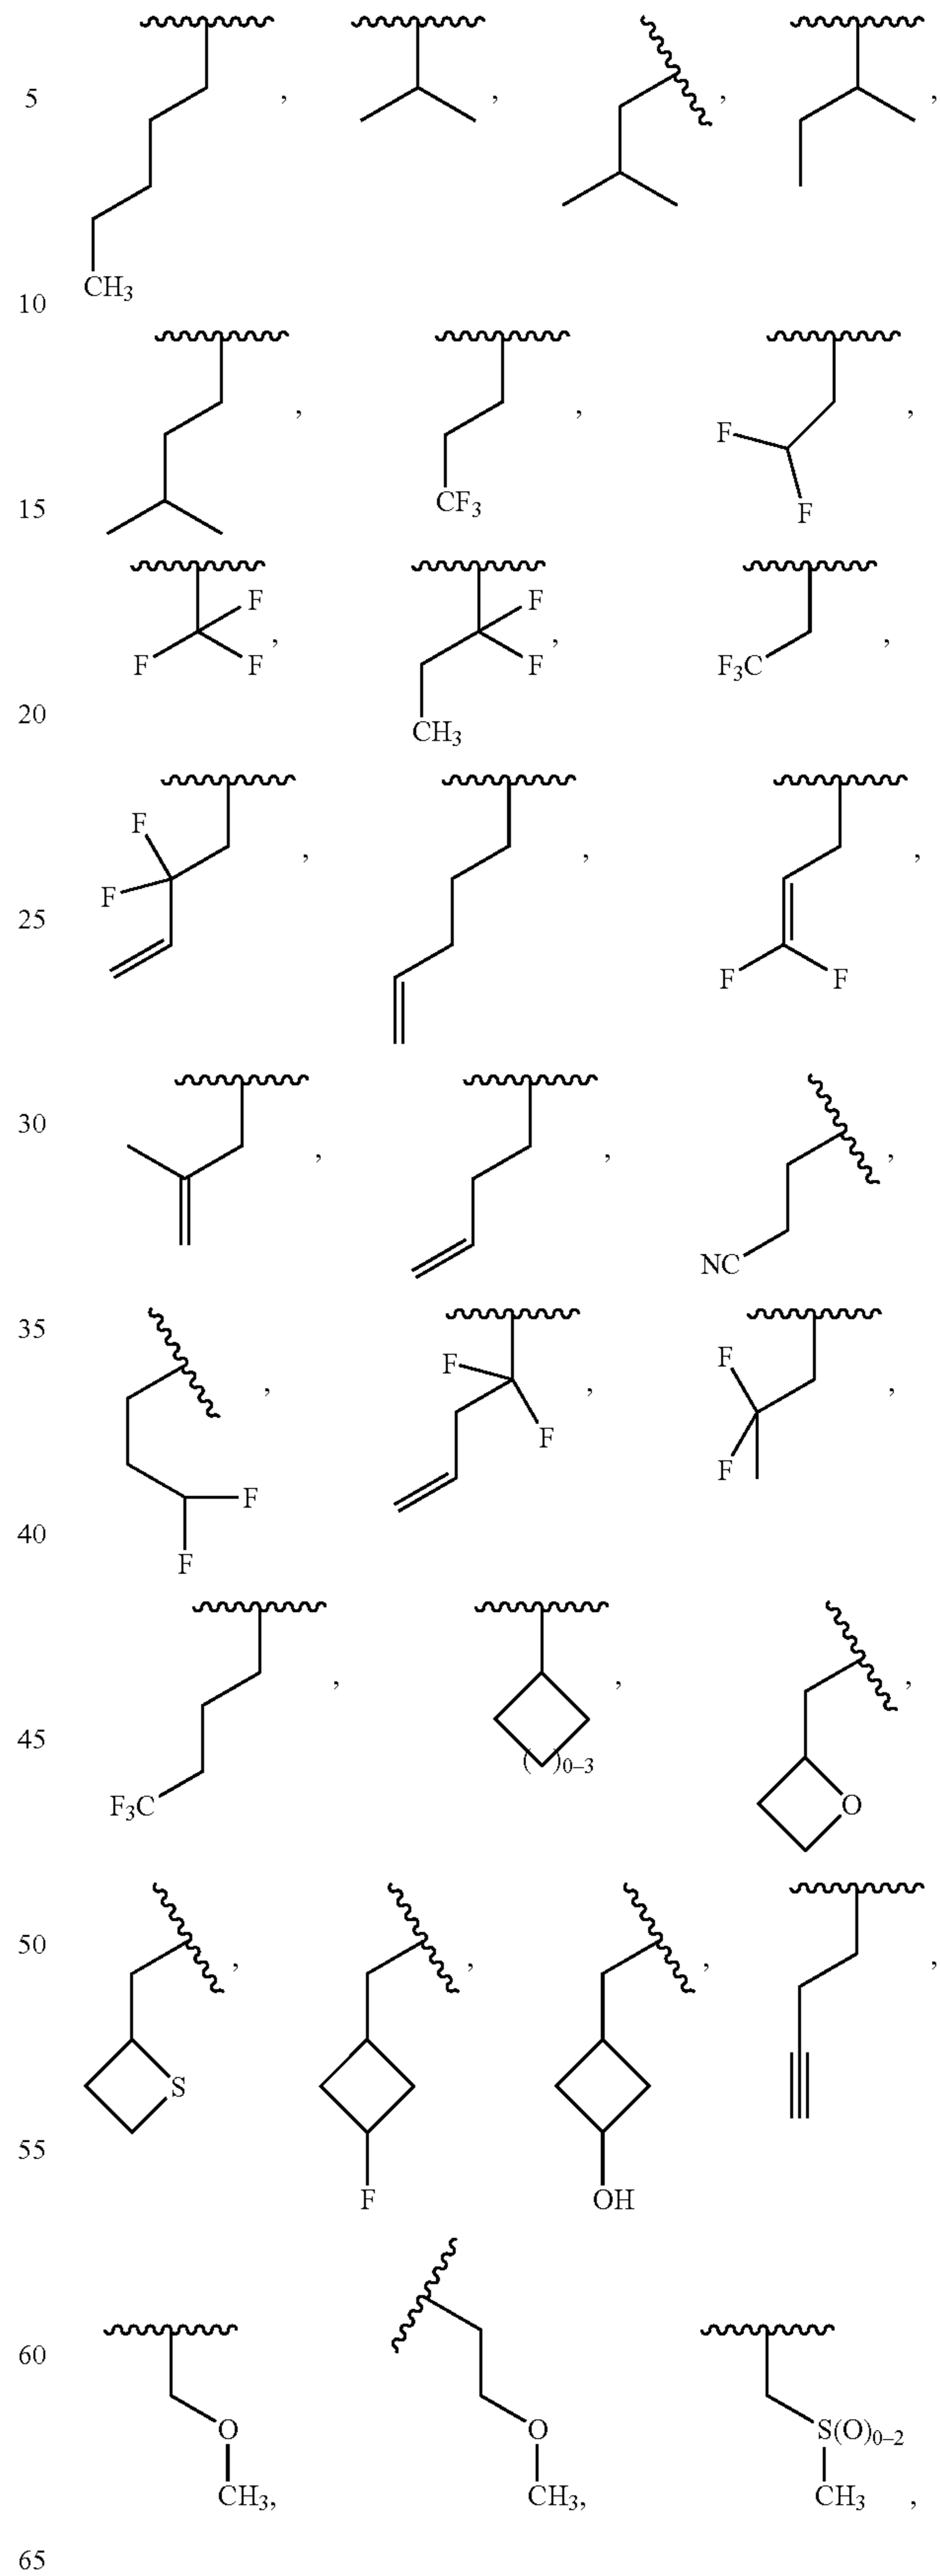 5 , , , ,
CH3
10
, , F ,
15 CF3 F
F F
F F , F , F3C ,
20 CH3
F , , ,
F
25
F F
30 , , ,
NC
35 F F
, , ,
F F F
40 F
, , ,
45 ( )0–3 O
F3C
50 , , , ,
S
55
F OH
60
O O S(O)0–2
CH3, CH3, CH3 ,
65